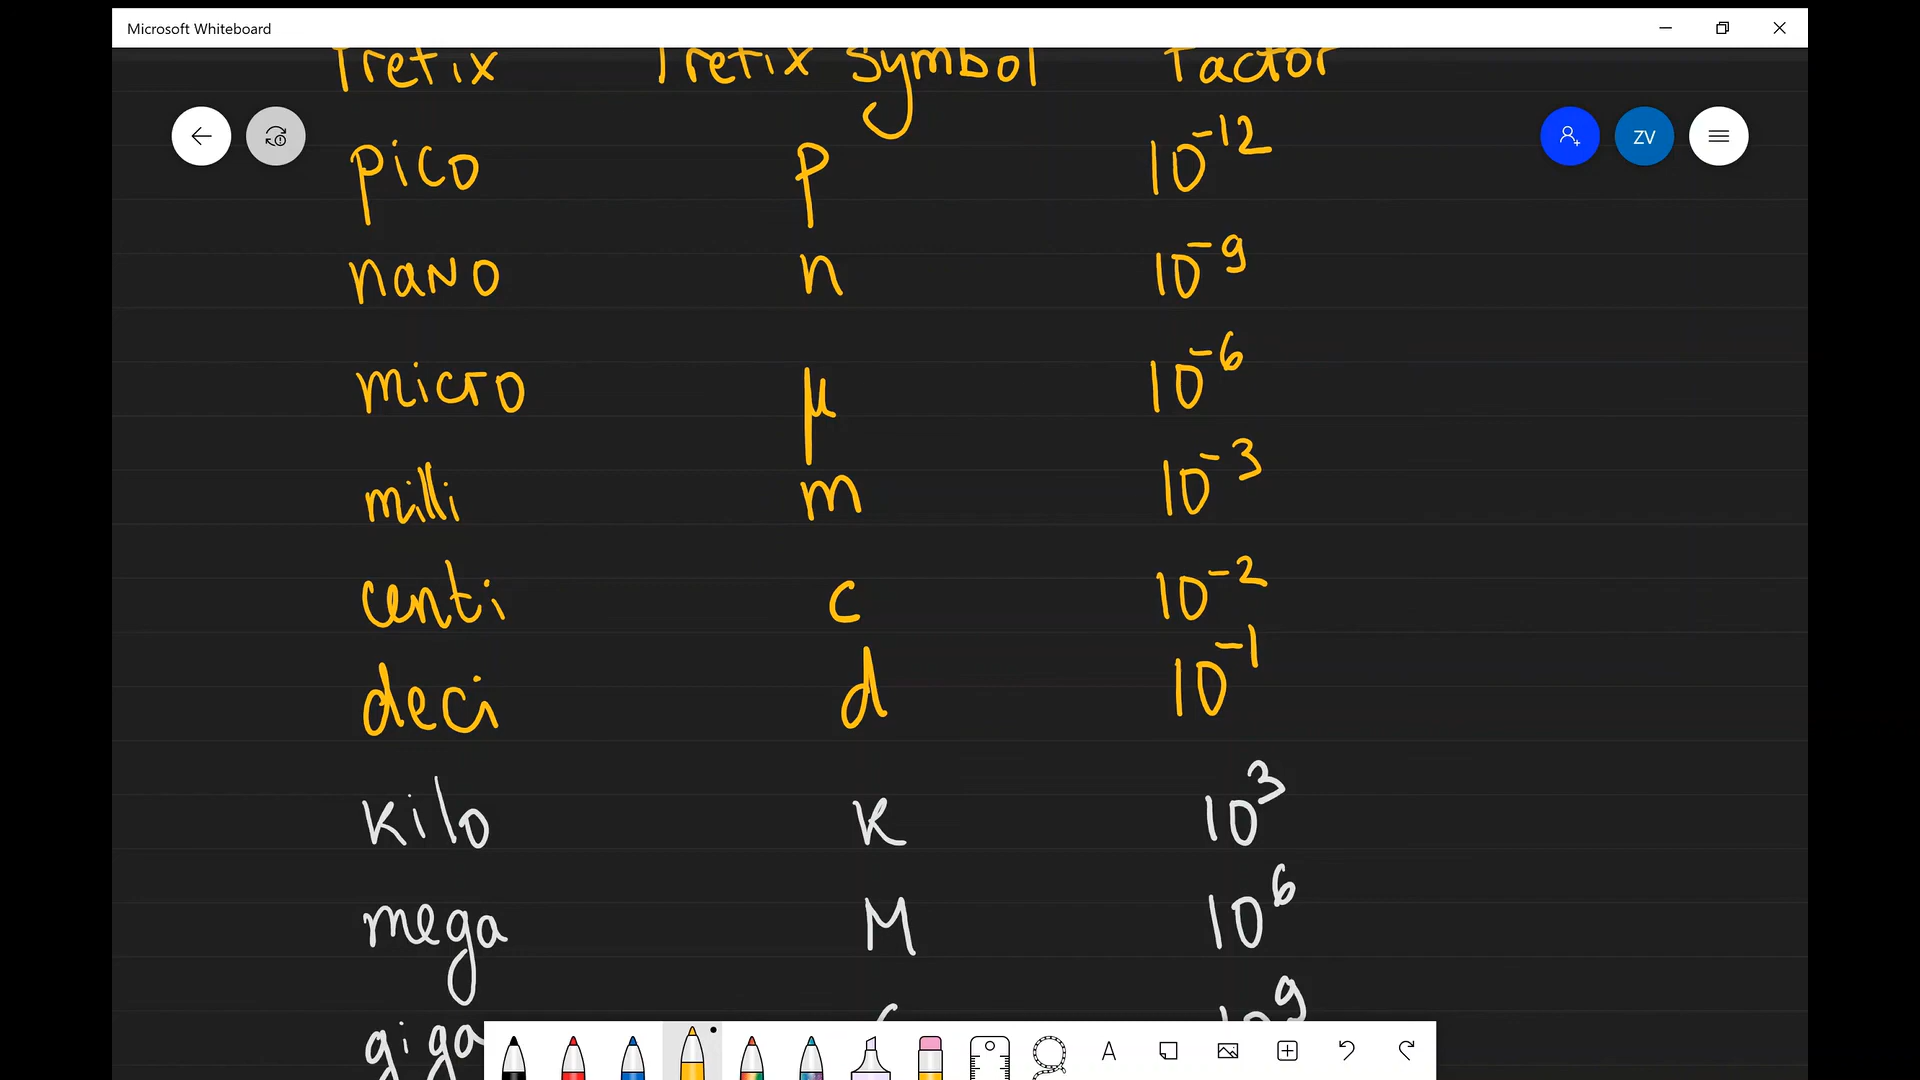 Microsoft Whiteboard
Prefix Prefix Symbol Factor
pico p 10⁻¹²
ZV
nano n 10⁻⁹
micro μ 10⁻⁶
milli m 10⁻³
centi c 10⁻²
deci d 10⁻¹
kilo K 10³
mega M 10⁶
giga G 10⁹
A